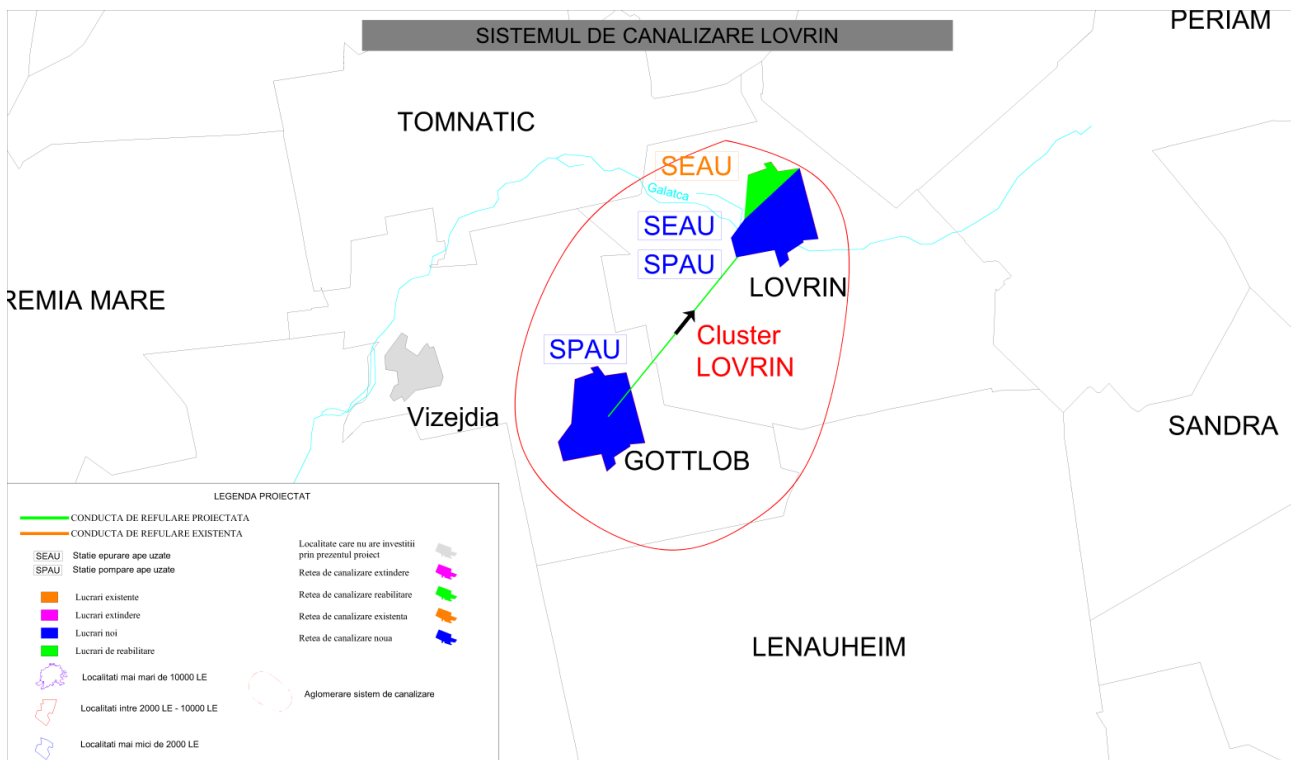 SISTEMUL DE CANALIZARE LOVRIN
PERIAM
TOMNATIC
SEAU
Galatca
SEAU
SPAU
LOVRIN
REMIA MARE
Cluster
LOVRIN
SPAU
Vizejdia
SANDRA
GOTTLOB
LENAUHEIM
LEGENDA PROIECTAT
CONDUCTA DE REFULARE PROIECTATA
CONDUCTA DE REFULARE EXISTENTA
SEAU Statie epurare ape uzate
SPAU Statie pompare ape uzate
Lucrari existente
Lucrari extindere
Lucrari noi
Lucrari de reabilitare
Localitati mai mari de 10000 LE
Localitati intre 2000 LE - 10000 LE
Localitati mai mici de 2000 LE
Localitate care nu are investitii
prin prezentul proiect
Retea de canalizare extindere
Retea de canalizare reabilitare
Retea de canalizare existenta
Retea de canalizare noua
Aglomerare sistem de canalizare